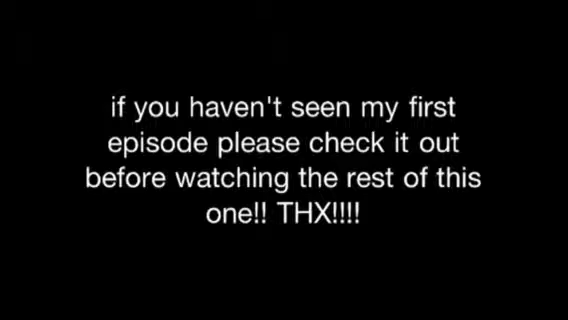 if you haven't seen my first
episode please check it out
before watching the rest of this
one!! THX!!!!